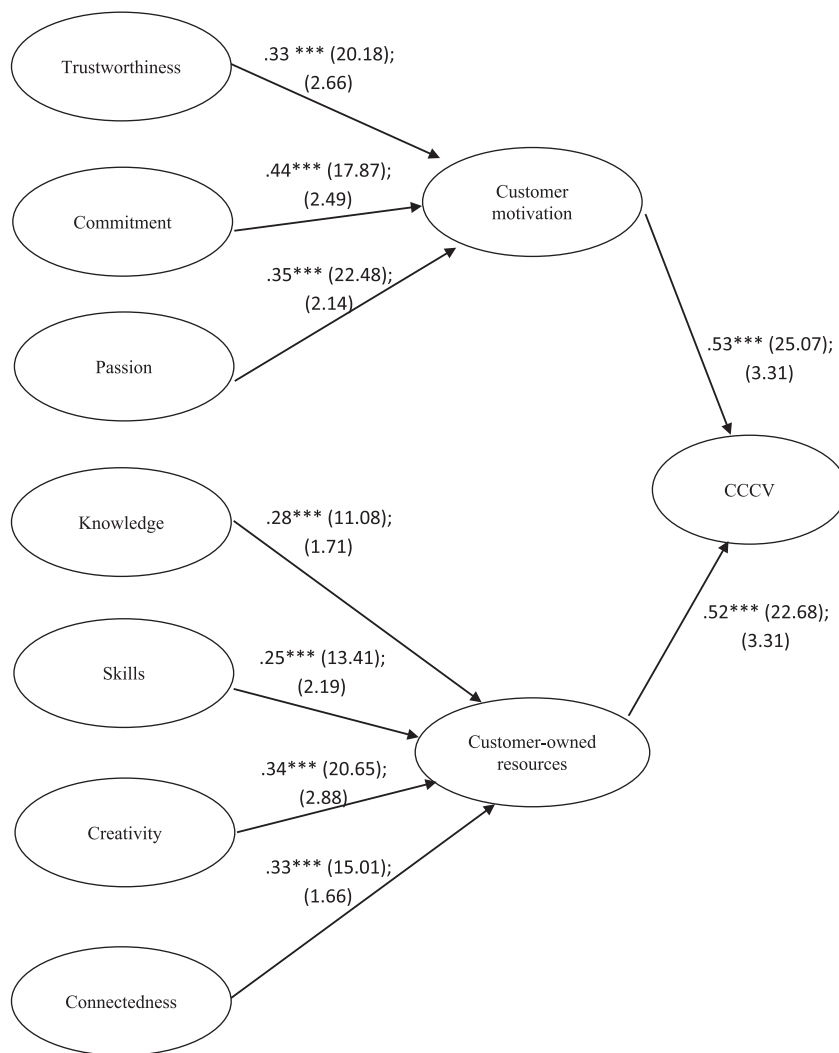 Trustworthiness
.33 *** (20.18);
(2.66)
Commitment
.44*** (17.87);
(2.49)
Customer
motivation
Passion
.35*** (22.48);
(2.14)
.53*** (25.07);
(3.31)
CCCV
Knowledge
.28*** (11.08);
(1.71)
.52*** (22.68);
(3.31)
Skills
.25*** (13.41);
(2.19)
Customer-owned
resources
Creativity
.34*** (20.65);
(2.88)
.33*** (15.01);
(1.66)
Connectedness